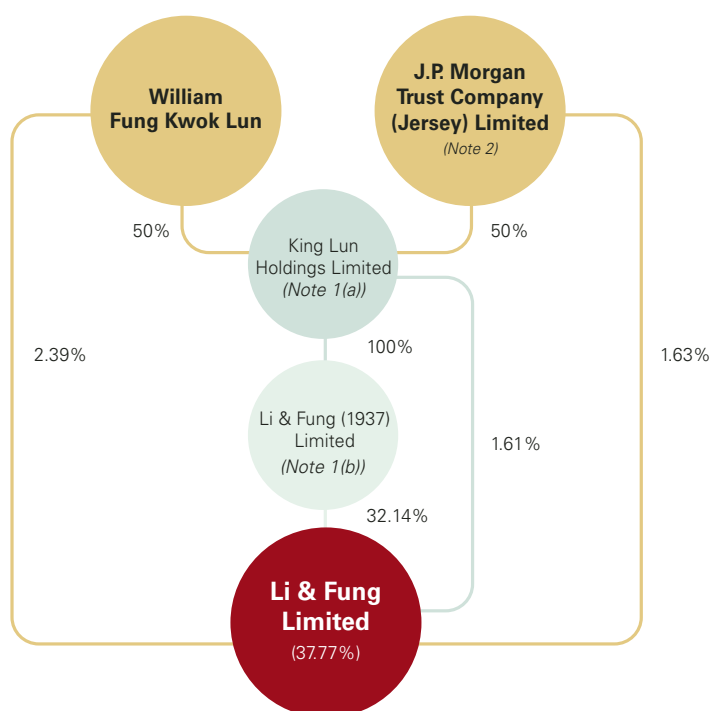 William
Fung Kwok Lun
J.P. Morgan
Trust Company
(Jersey) Limited
(Note 2)
50%
50%
King Lun
Holdings Limited
(Note 1(a))
2.39%
100%
1.63%
Li & Fung (1937)
Limited
(Note 1(b))
1.61%
32.14%
Li & Fung
Limited
(37.77%)